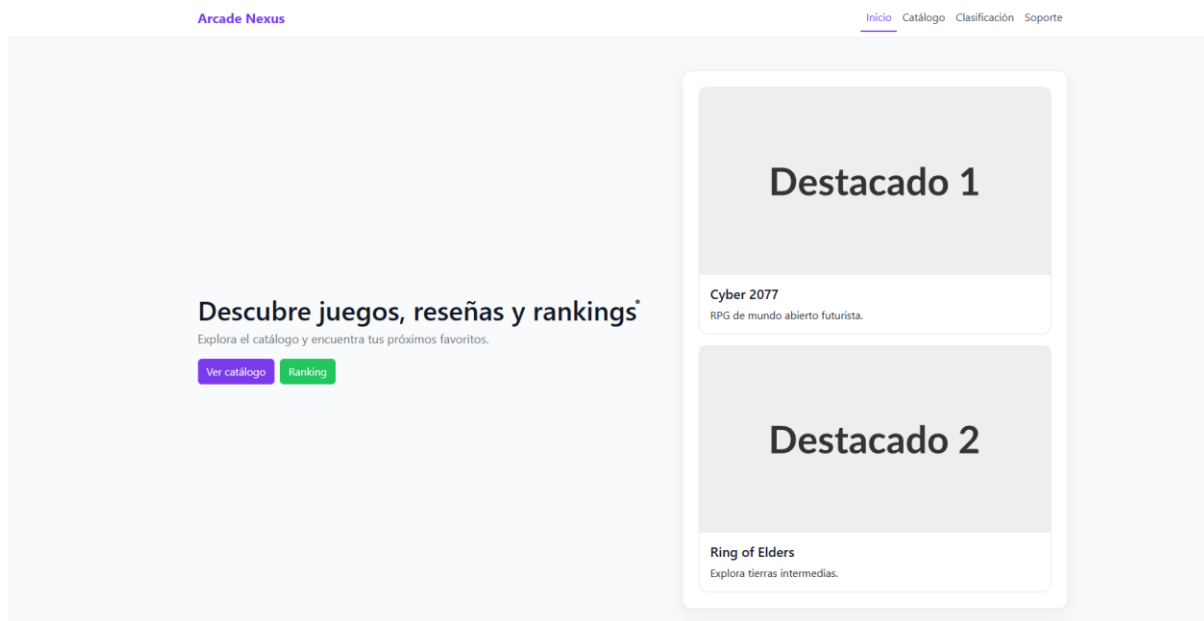 Arcade Nexus
Inicio Catálogo Clasificación Soporte
Descubre juegos, reseñas y rankings
Explora el catálogo y encuentra tus próximos favoritos.
Ver catálogo Ranking
Destacado 1
Cyber 2077
RPG de mundo abierto futurista.
Destacado 2
Ring of Elders
Explora tierras intermedias.